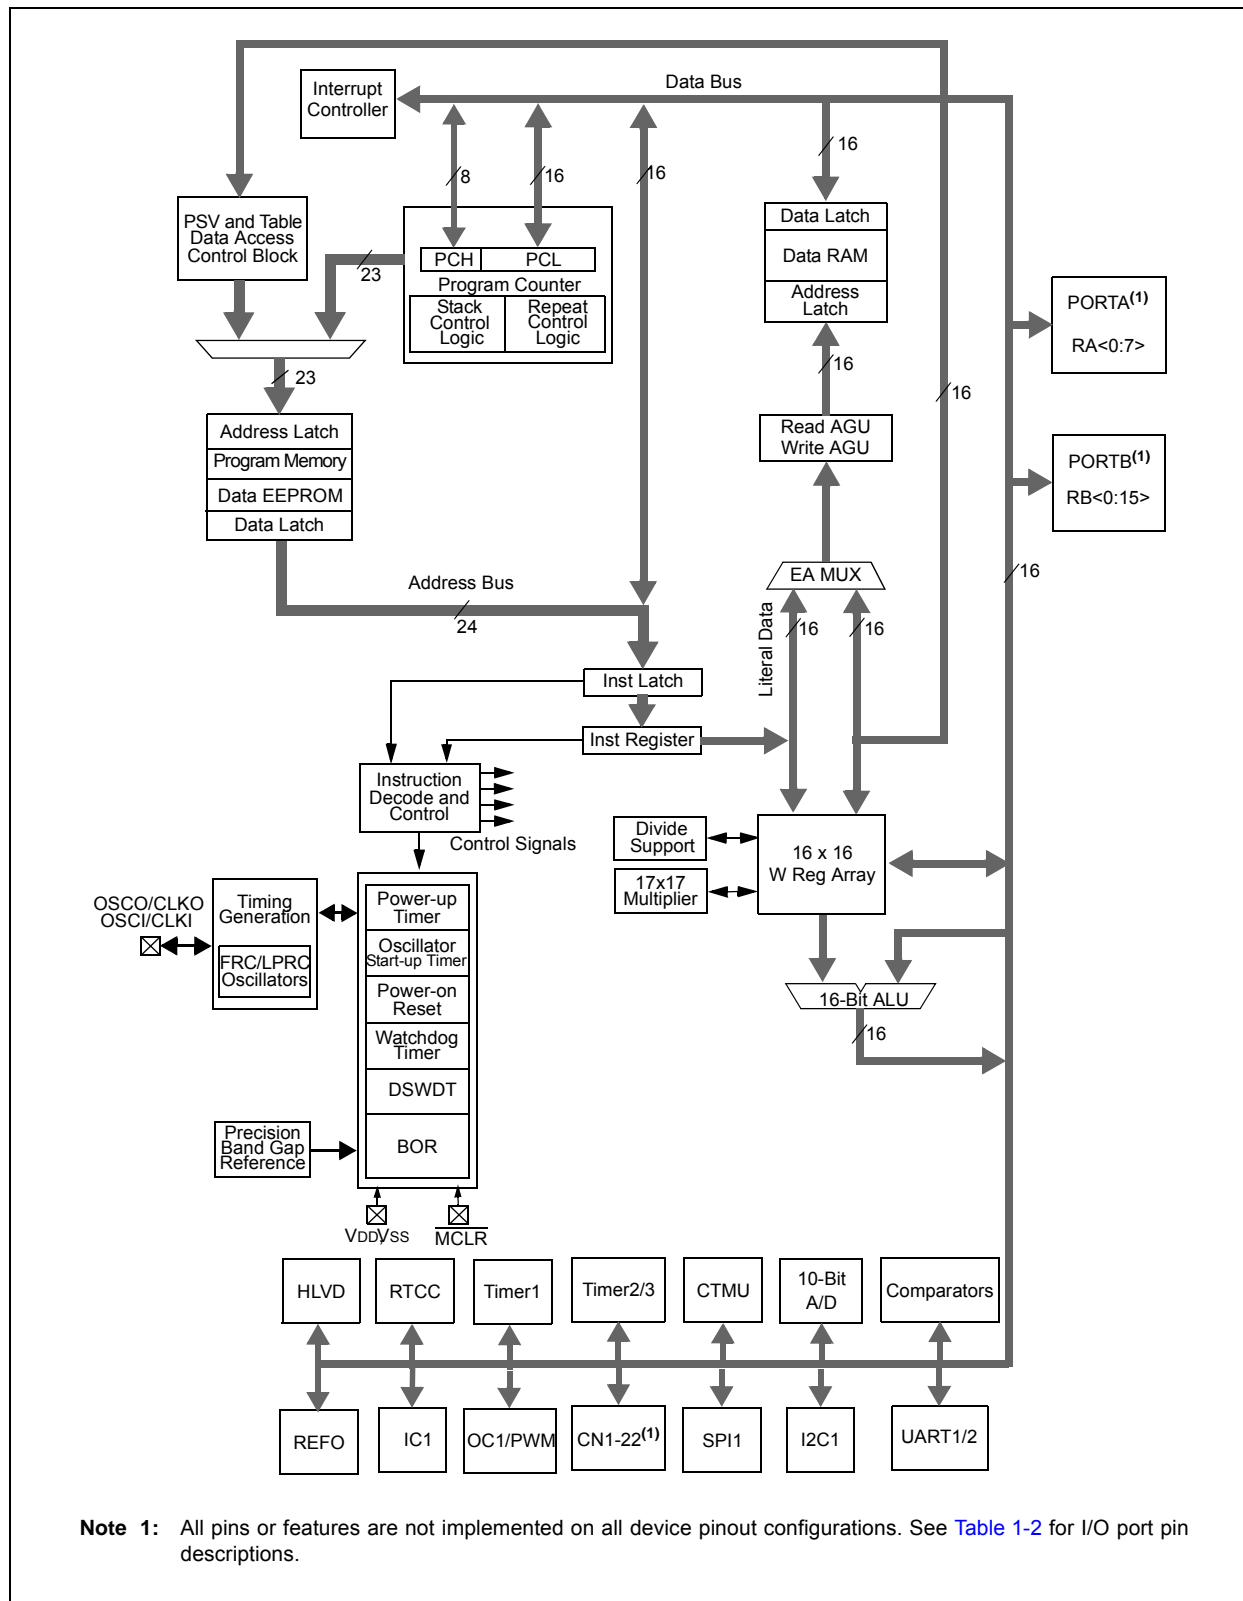 Data Bus
Interrupt
Controller
16
8
16
16
PSV and Table
Data Access
Control Block
Data Latch
Data RAM
Address
Latch
23
PCH
PCL
Program Counter
Stack
Control
Logic
Repeat
Control
Logic
PORTA(1)
RA<0:7>
23
16
16
Address Latch
Program Memory
Data EEPROM
Data Latch
Read AGU
Write AGU
PORTB(1)
RB<0:15>
EA MUX
16
Address Bus
24
Literal Data
16
16
Inst Latch
Inst Register
Instruction
Decode and
Control
Control Signals
Divide
Support
17x17
Multiplier
16 x 16
W Reg Array
OSCO/CLKO
OSCI/CLKI
Timing
Generation
FRC/LPRC
Oscillators
Power-up
Timer
Oscillator
Start-up Timer
Power-on
Reset
Watchdog
Timer
DSWDT
BOR
16-Bit ALU
16
Precision
Band Gap
Reference
VDD,VSS
MCLR
HLVD
RTCC
Timer1
Timer2/3
CTMU
10-Bit
A/D
Comparators
REFO
IC1
OC1/PWM
CN1-22(1)
SPI1
I2C1
UART1/2
Note 1: All pins or features are not implemented on all device pinout configurations. See Table 1-2 for I/O port pin
descriptions.